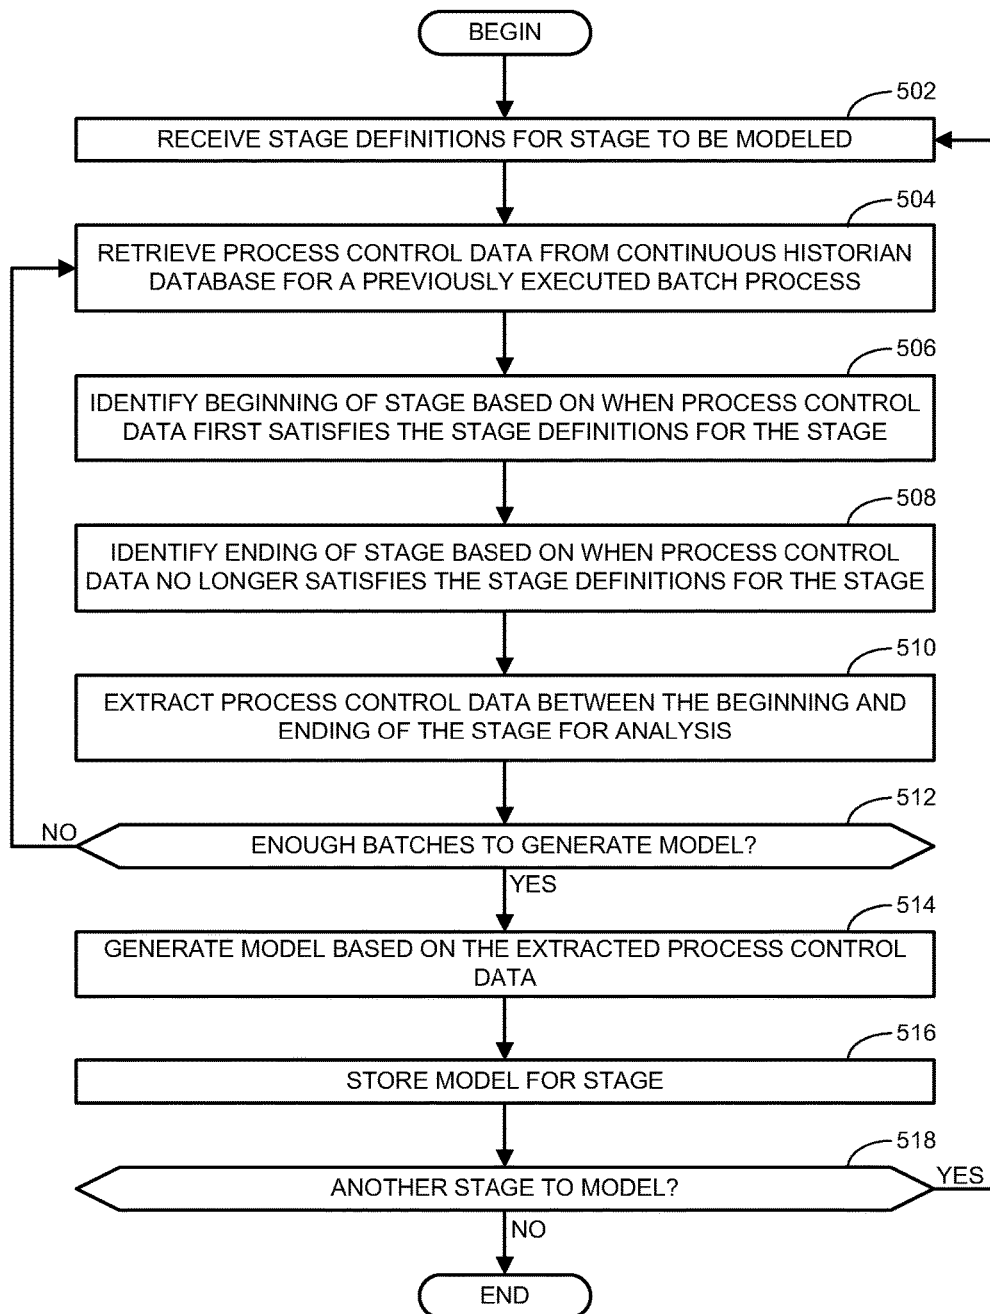 BEGIN
502
RECEIVE STAGE DEFINITIONS FOR STAGE TO BE MODELED
504
RETRIEVE PROCESS CONTROL DATA FROM CONTINUOUS HISTORIAN
DATABASE FOR A PREVIOUSLY EXECUTED BATCH PROCESS
506
IDENTIFY BEGINNING OF STAGE BASED ON WHEN PROCESS CONTROL
DATA FIRST SATISFIES THE STAGE DEFINITIONS FOR THE STAGE
508
IDENTIFY ENDING OF STAGE BASED ON WHEN PROCESS CONTROL
DATA NO LONGER SATISFIES THE STAGE DEFINITIONS FOR THE STAGE
510
EXTRACT PROCESS CONTROL DATA BETWEEN THE BEGINNING AND
ENDING OF THE STAGE FOR ANALYSIS
512
NO
ENOUGH BATCHES TO GENERATE MODEL?
YES
514
GENERATE MODEL BASED ON THE EXTRACTED PROCESS CONTROL
DATA
516
STORE MODEL FOR STAGE
518
ANOTHER STAGE TO MODEL?
YES
NO
END